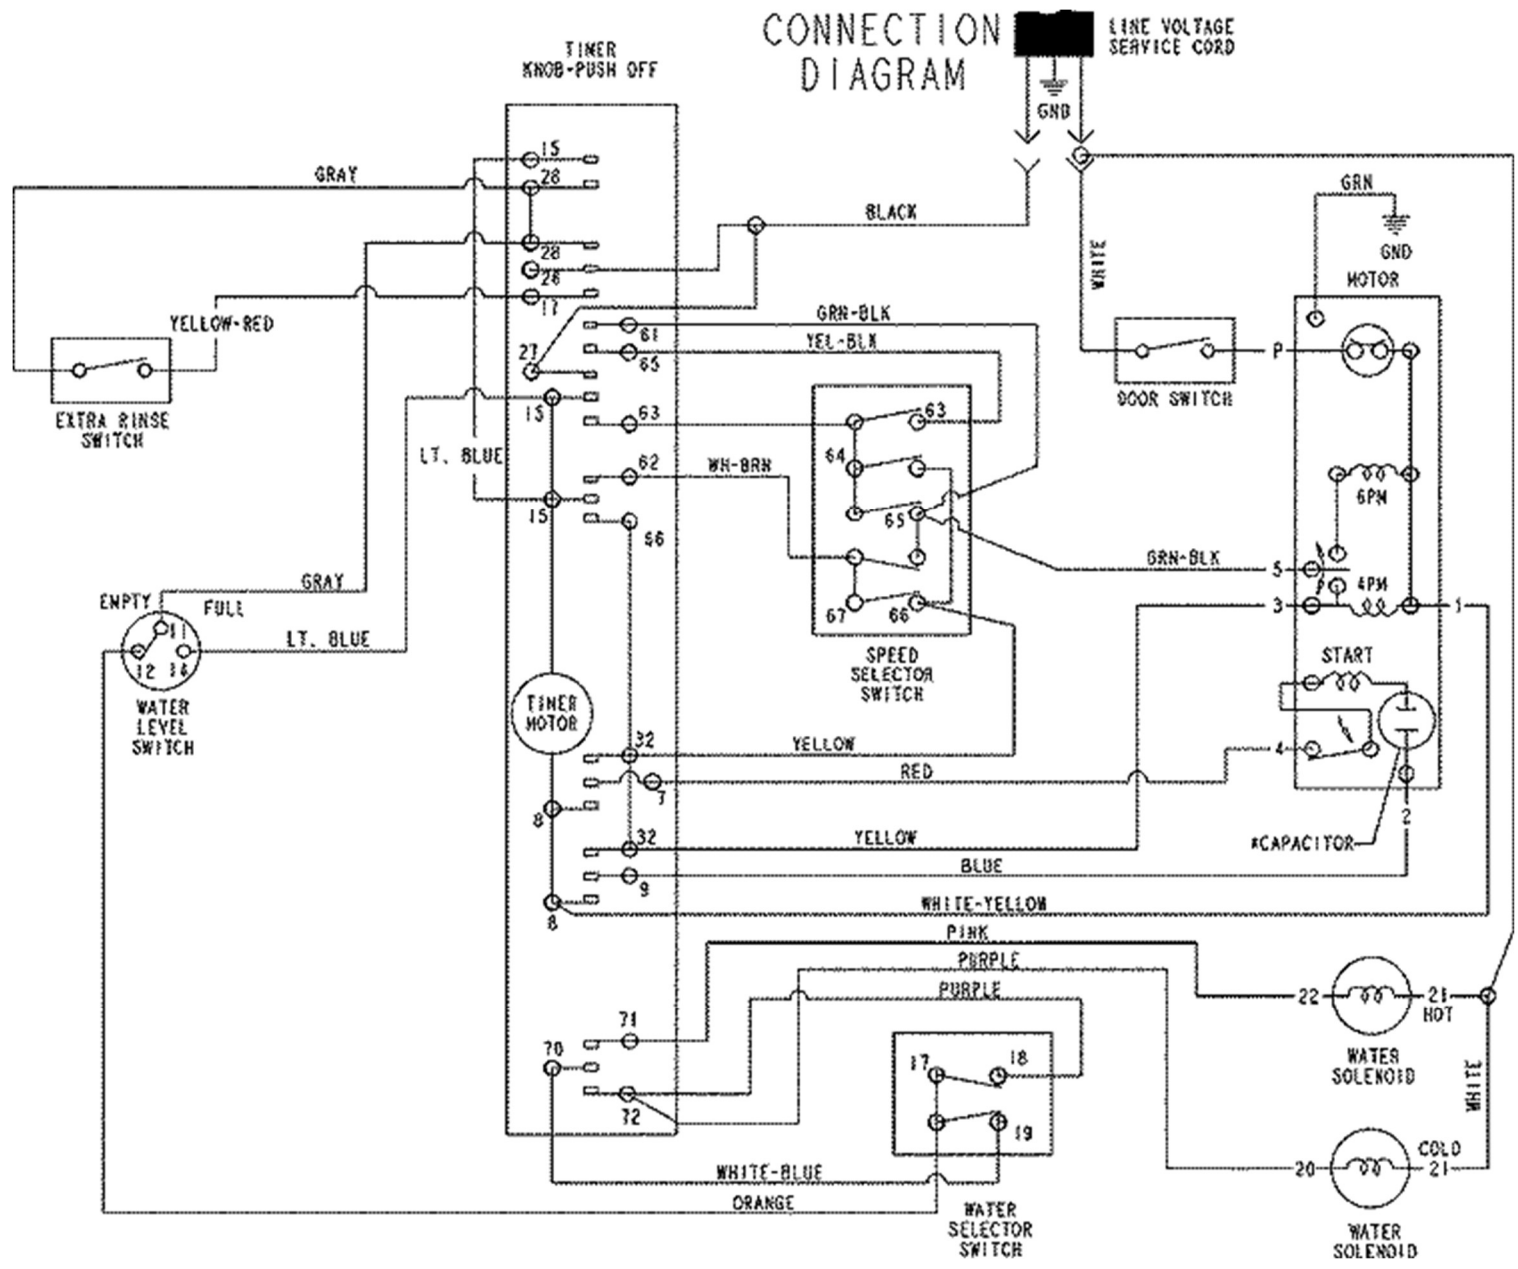 CONNECTION
DIAGRAM
LINE VOLTAGE
SERVICE CORD
GND
TIMER
KNOB-PUSH OFF
15
28
GRAY
28
26
17
BLACK
WHITE
GRN
GND
MOTOR
YELLOW-RED
EXTRA RINSE
SWITCH
27
61
65
GRN-BLK
YEL-BLK
15
63
LT. BLUE
62
WH-BRN
15
66
63
64
65
67
66
SPEED
SELECTOR
SWITCH
DOOR SWITCH
P
6PM
GRN-BLK
5
4PM
3
1
START
4
2
*CAPACITOR
EMPTY
FULL
GRAY
LT. BLUE
11
12
14
WATER
LEVEL
SWITCH
TIMER
MOTOR
32
YELLOW
RED
7
8
32
YELLOW
BLUE
9
8
WHITE-YELLOW
PINK
PURPLE
PURPLE
71
70
72
17
18
19
22
21
HOT
WATER
SOLENOID
WHITE
20
COLD
21
WATER
SOLENOID
WHITE-BLUE
ORANGE
WATER
SELECTOR
SWITCH